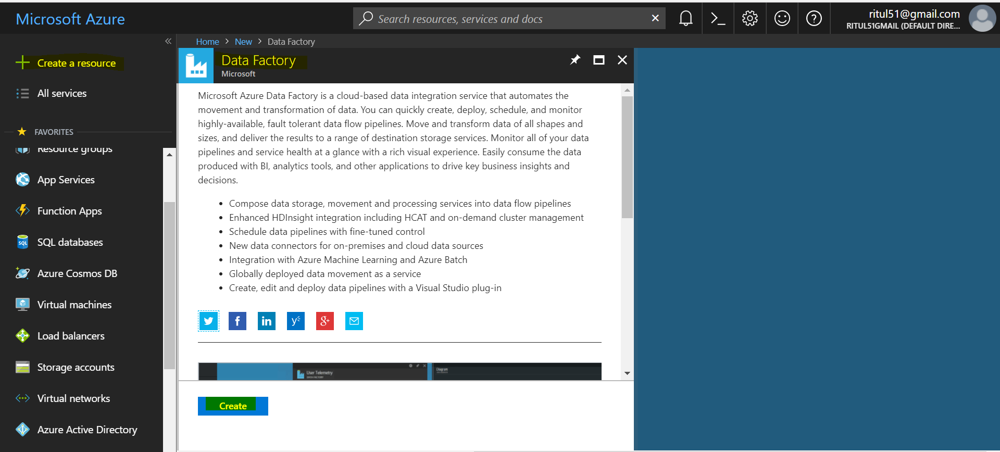 Microsoft Azure
Search resources, services and docs
ritul51@gmail.com
RITUL51GMAIL (DEFAULT DIRE...
Home > New > Data Factory
Create a resource
All services
FAVORITES
Resource groups
App Services
Function Apps
SQL databases
Azure Cosmos DB
Virtual machines
Load balancers
Storage accounts
Virtual networks
Azure Active Directory
Data Factory
Microsoft
Microsoft Azure Data Factory is a cloud-based data integration service that automates the
movement and transformation of data. You can quickly create, deploy, schedule, and monitor
highly-available, fault tolerant data flow pipelines. Move and transform data of all shapes and
sizes, and deliver the results to a range of destination storage services. Monitor all of your data
pipelines and service health at a glance with a rich visual experience. Easily consume the data
produced with BI, analytics tools, and other applications to drive key business insights and
decisions.
• Compose data storage, movement and processing services into data flow pipelines
• Enhanced HDInsight integration including HCAT and on-demand cluster management
• Schedule data pipelines with fine-tuned control
• New data connectors for on-premises and cloud data sources
• Integration with Azure Machine Learning and Azure Batch
• Globally deployed data movement as a service
• Create, edit and deploy data pipelines with a Visual Studio plug-in
User Telemetry
DATA FACTORY
Diagram
Create